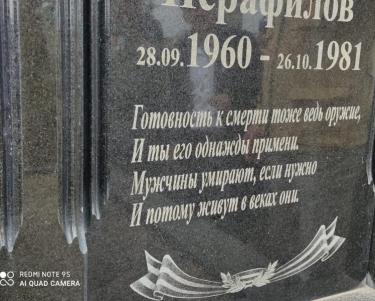 Перафилов
28.09.1960 - 26.10.1981
Готовность к смерти тоже ведь оружие,
И ты его однажды примени.
Мужчины умирают, если нужно
И потому живут в веках они.
REDMI NOTE 9S
AI QUAD CAMERA